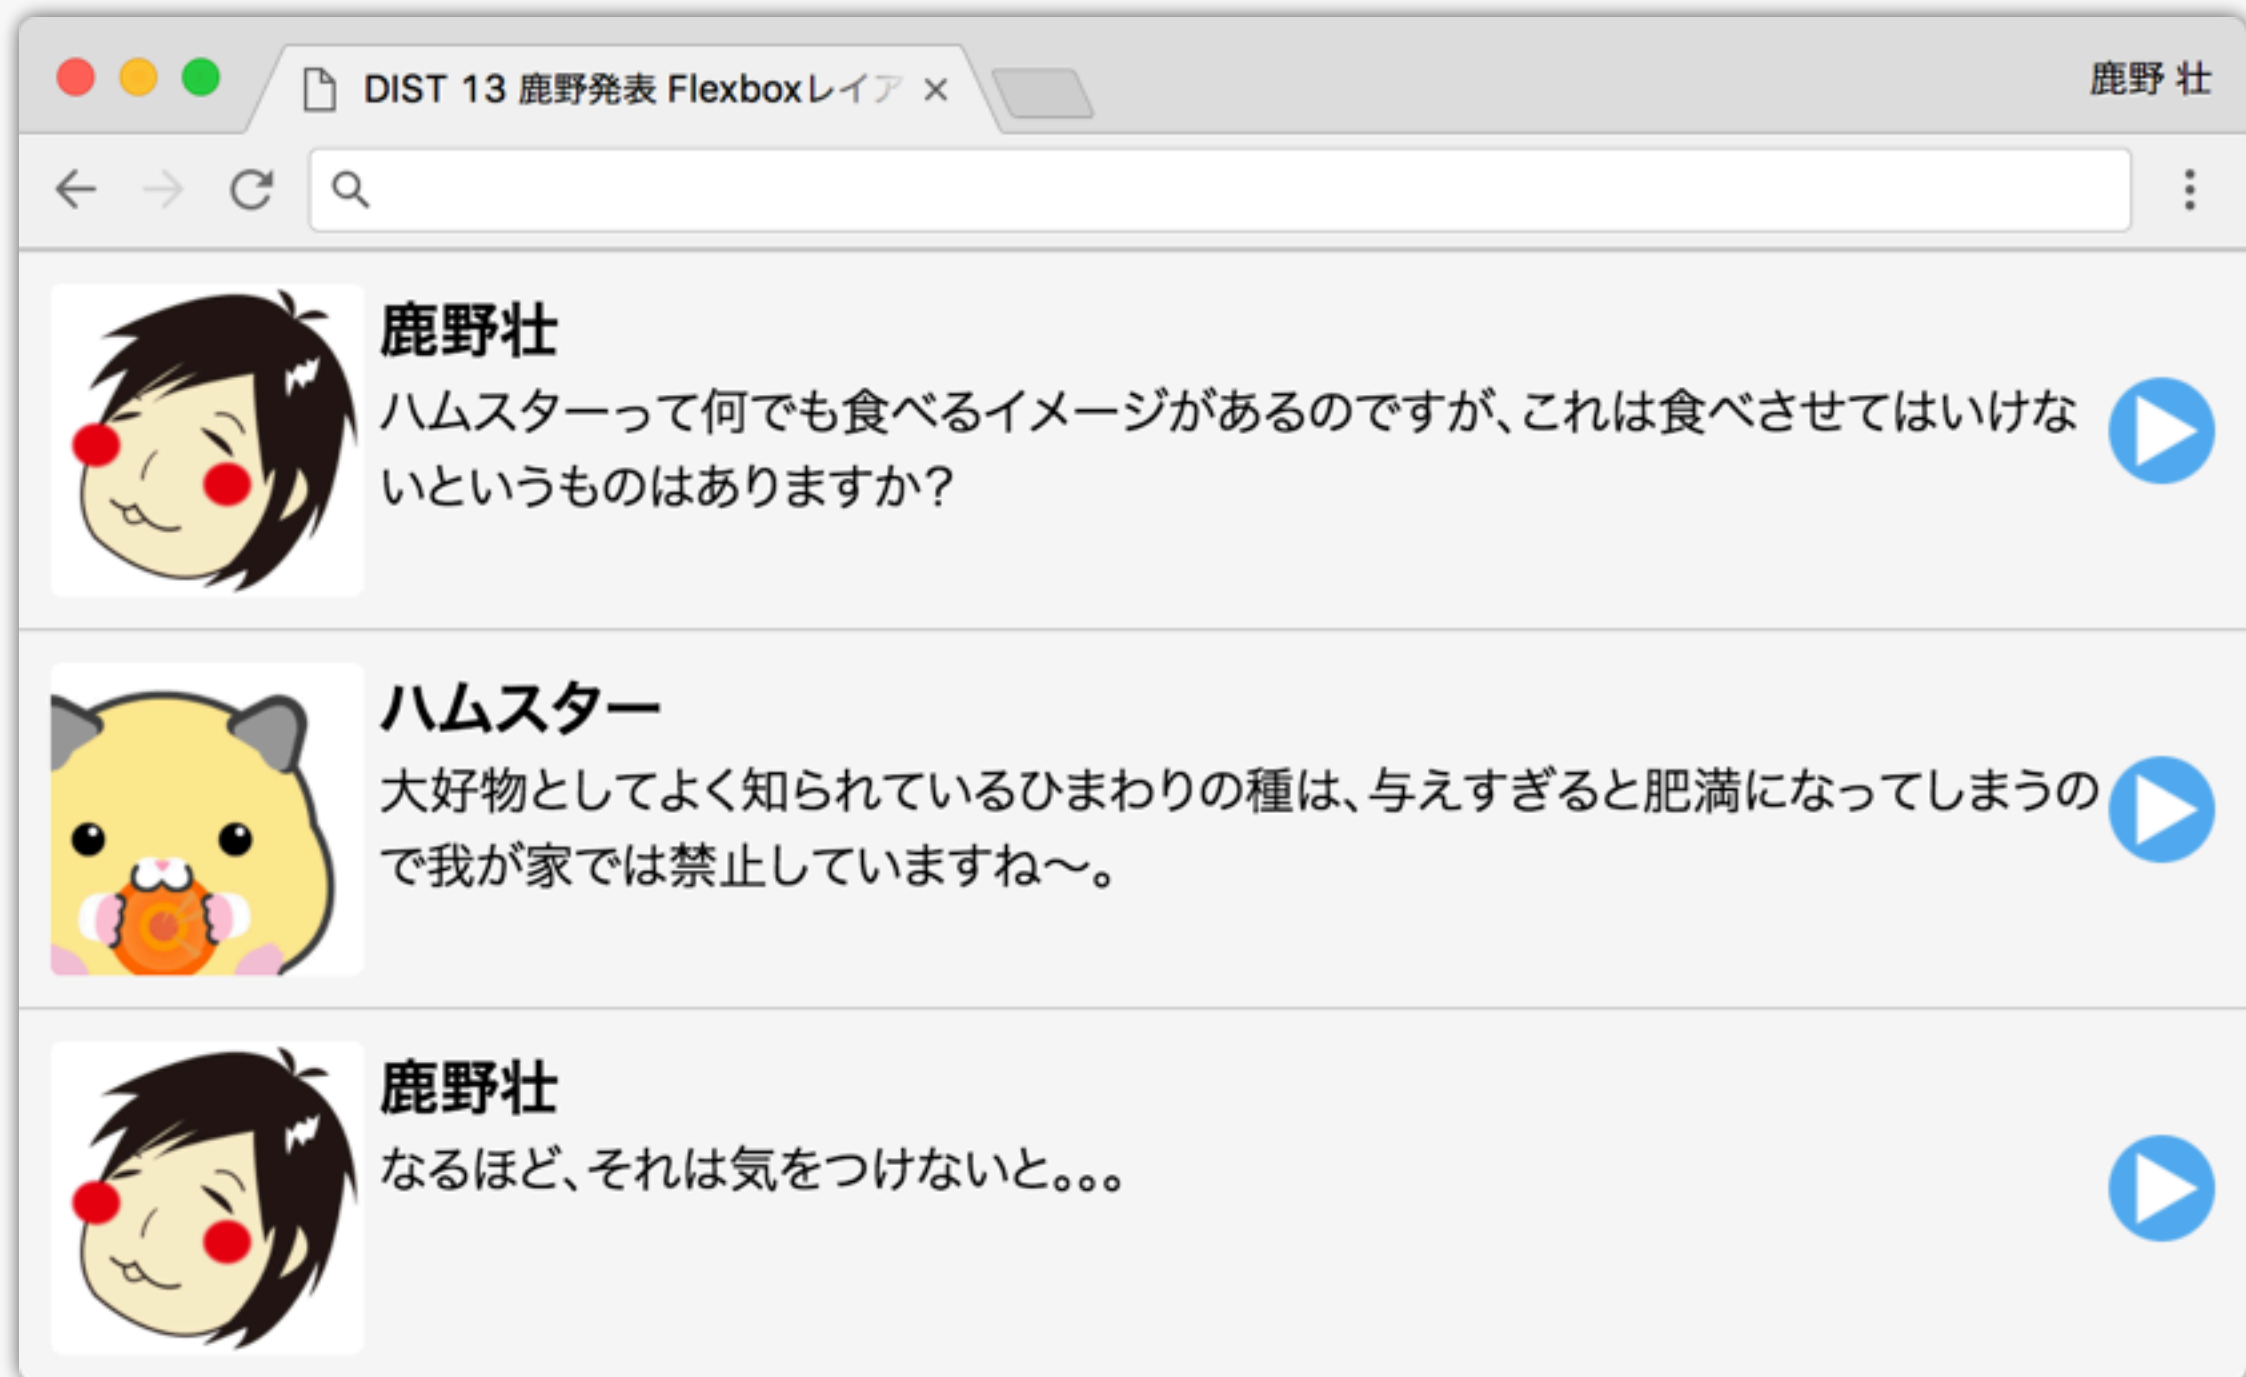 DIST 13 鹿野発表 Flexboxレイア
鹿野 壮
鹿野壮
ハムスターって何でも食べるイメージがあるのですが、これは食べさせてはいけな
いというものはありますか？
ハムスター
大好物としてよく知られているひまわりの種は、与えすぎると肥満になってしまうの
で我が家では禁止していますね〜。
鹿野壮
なるほど、それは気をつけないと。。。